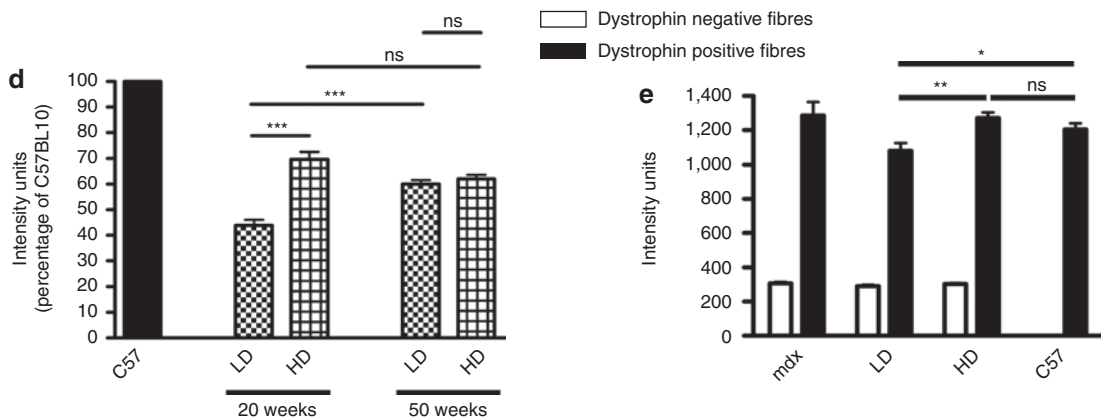 d
ns
ns
***
***
Intensity units
(percentage of C57BL10)
100
90
80
70
60
50
40
30
20
10
0
C57
LD
HD
LD
HD
20 weeks
50 weeks
Dystrophin negative fibres
Dystrophin positive fibres
e
*
**
ns
Intensity units
1,400
1,200
1,000
800
600
400
200
0
mdx
LD
HD
C57